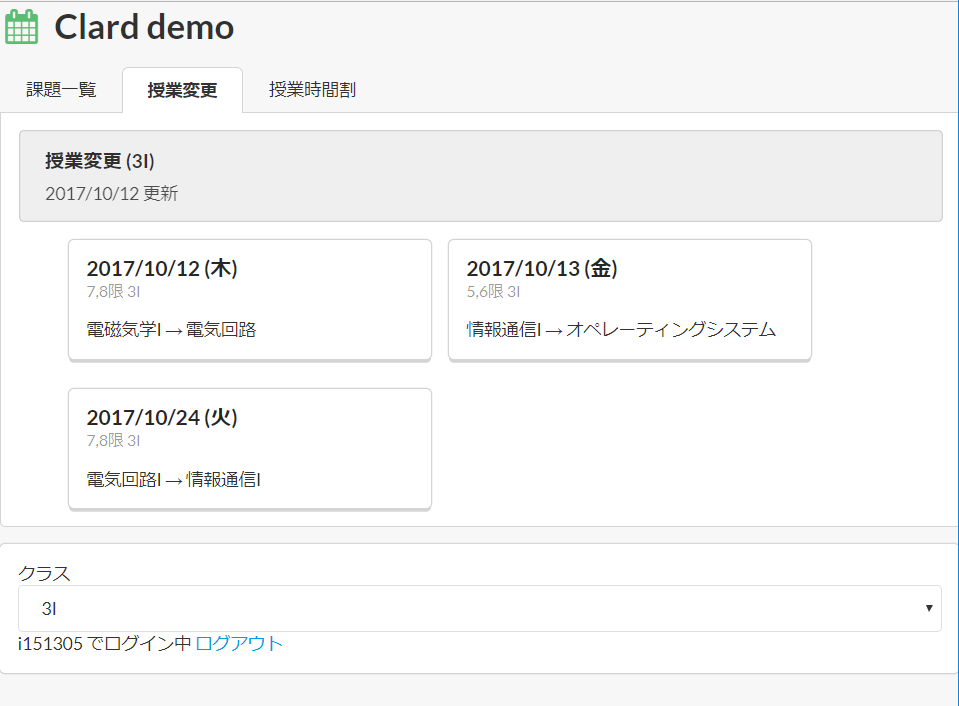 Clard demo
課題一覧 授業変更 授業時間割
授業変更 (3I)
2017/10/12 更新
2017/10/12 (木)
7,8限 3I
電磁気学I → 電気回路
2017/10/13 (金)
5,6限 3I
情報通信I → オペレーティングシステム
2017/10/24 (火)
7,8限 3I
電気回路I → 情報通信I
クラス
3I
i151305 でログイン中 ログアウト